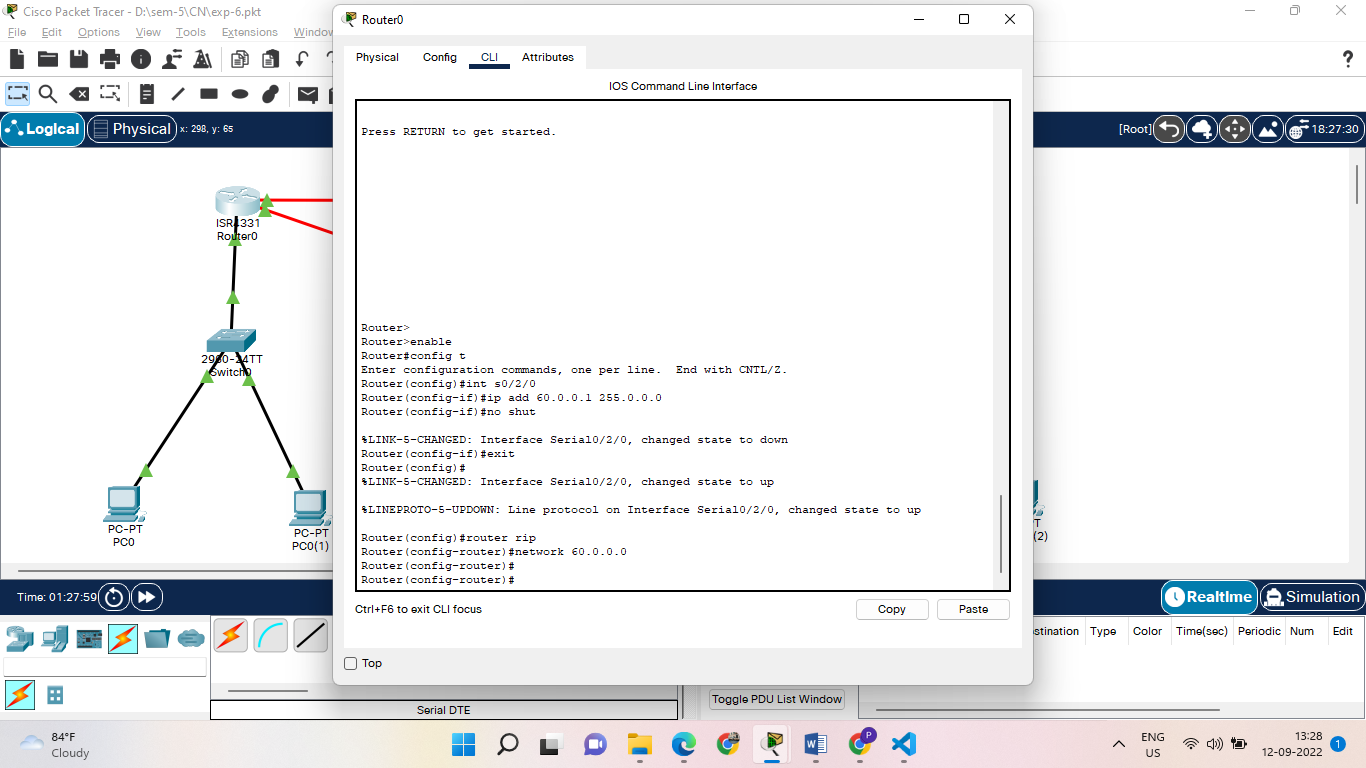 Cisco Packet Tracer - D:\sem-5\CN\exp-6.pkt
File Edit Options View Tools Extensions Window
Logical Physical x: 298, y: 65
[Root] 18:27:30
Router0
Physical Config CLI Attributes
IOS Command Line Interface
Press RETURN to get started.
Router>
Router>enable
Router#config t
Enter configuration commands, one per line.  End with CNTL/Z.
Router(config)#int s0/2/0
Router(config-if)#ip add 60.0.0.1 255.0.0.0
Router(config-if)#no shut
%LINK-5-CHANGED: Interface Serial0/2/0, changed state to down
Router(config-if)#exit
Router(config)#
%LINK-5-CHANGED: Interface Serial0/2/0, changed state to up
%LINEPROTO-5-UPDOWN: Line protocol on Interface Serial0/2/0, changed state to up
Router(config)#router rip
Router(config-router)#network 60.0.0.0
Router(config-router)#
Router(config-router)#
Ctrl+F6 to exit CLI focus
Copy Paste
Top
ISR4331
Router0
2960-24TT
Switch0
PC-PT
PC0
PC-PT
PC0(1)
T
(2)
Time: 01:27:59
Realtime Simulation
stination Type Color Time(sec) Periodic Num Edit
Toggle PDU List Window
Serial DTE
84°F
Cloudy
ENG
US
13:28
12-09-2022
1
P